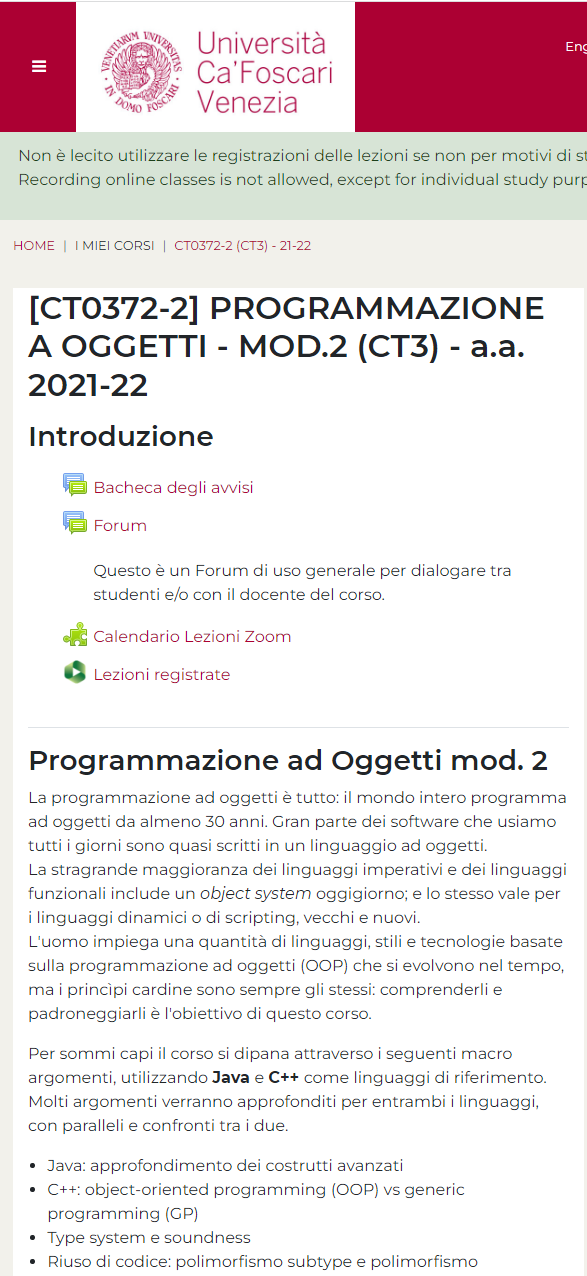 Università
Ca'Foscari
Venezia
VENETIARUM UNIVERSITAS
IN DOMO FOSCARI
Non è lecito utilizzare le registrazioni delle lezioni se non per motivi di
Recording online classes is not allowed, except for individual study
HOME | I MIEI CORSI | CT0372-2 (CT3) - 21-22
[CT0372-2] PROGRAMMAZIONE
A OGGETTI - MOD.2 (CT3) - a.a.
2021-22
Introduzione
Bacheca degli avvisi
Forum
Questo è un Forum di uso generale per dialogare tra
studenti e/o con il docente del corso.
Calendario Lezioni Zoom
Lezioni registrate
Programmazione ad Oggetti mod. 2
La programmazione ad oggetti è tutto: il mondo intero programma
ad oggetti da almeno 30 anni. Gran parte dei software che usiamo
tutti i giorni sono quasi scritti in un linguaggio ad oggetti.
La stragrande maggioranza dei linguaggi imperativi e dei linguaggi
funzionali include un object system oggigiorno; e lo stesso vale per
i linguaggi dinamici o di scripting, vecchi e nuovi.
L'uomo impiega una quantità di linguaggi, stili e tecnologie basate
sulla programmazione ad oggetti (OOP) che si evolvono nel tempo,
ma i princìpi cardine sono sempre gli stessi: comprenderli e
padroneggiarli è l'obiettivo di questo corso.
Per sommi capi il corso si dipana attraverso i seguenti macro
argomenti, utilizzando Java e C++ come linguaggi di riferimento.
Molti argomenti verranno approfonditi per entrambi i linguaggi,
con paralleli e confronti tra i due.
• Java: approfondimento dei costrutti avanzati
• C++: object-oriented programming (OOP) vs generic
programming (GP)
• Type system e soundness
• Riuso di codice: polimorfismo subtype e polimorfismo